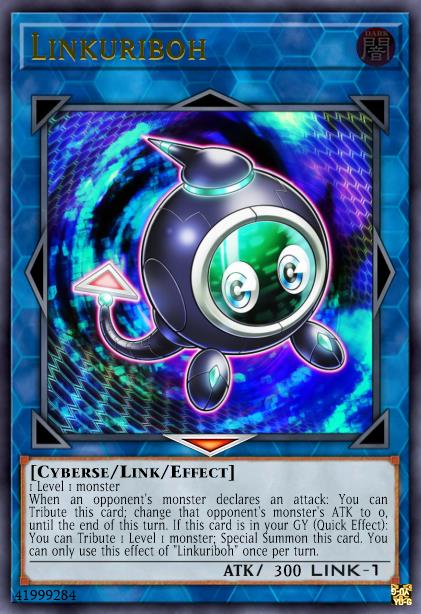 Linkuriboh
DARK
闇
[Cyberse/Link/Effect]
1 Level 1 monster
When an opponent's monster declares an attack: You can
Tribute this card; change that opponent's monster's ATK to 0,
until the end of this turn. If this card is in your GY (Quick Effect):
You can Tribute 1 Level 1 monster; Special Summon this card. You
can only use this effect of "Linkuriboh" once per turn.
ATK/ 300 LINK-1
41999284